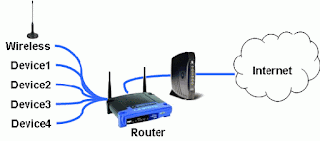 Wireless
Device1
Device2
Device3
Device4
Router
Internet